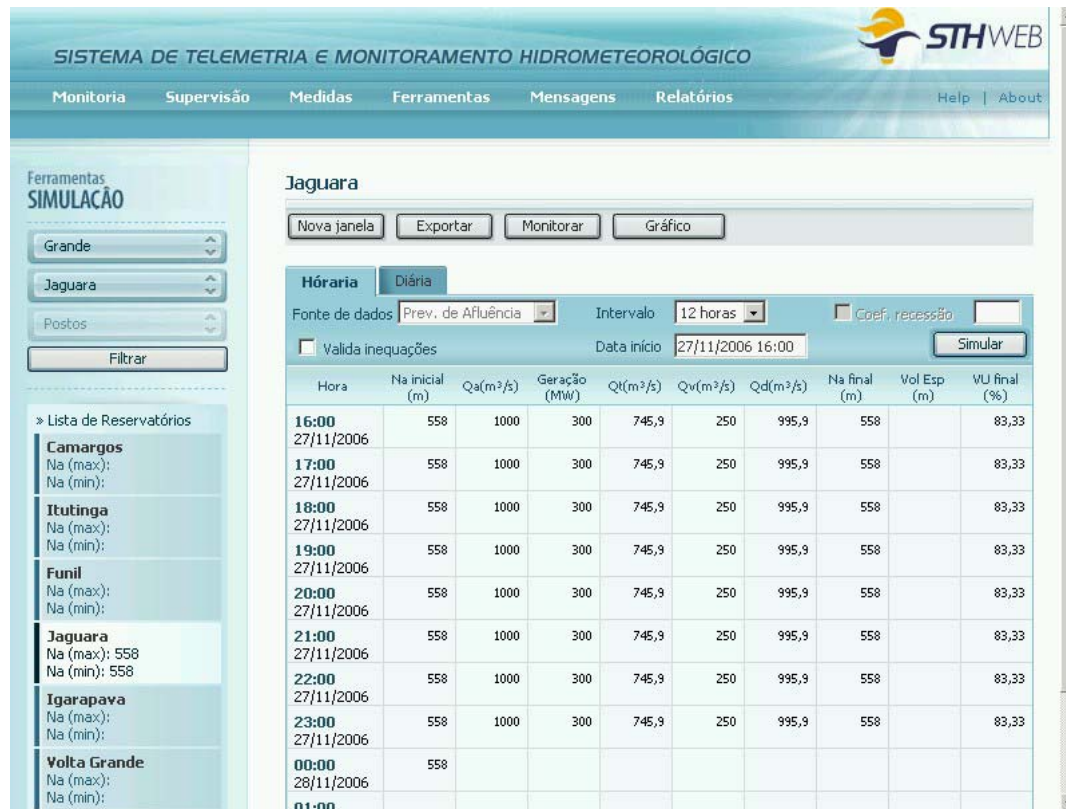 STHWEB
SISTEMA DE TELEMETRIA E MONITORAMENTO HIDROMETEOROLÓGICO
Monitoria Supervisão Medidas Ferramentas Mensagens Relatórios Help | About
Ferramentas
SIMULACÂO
Grande
Jaguara
Postos
Filtrar
» Lista de Reservatórios
Camargos
Na (max):
Na (min):
Itutinga
Na (max):
Na (min):
Funil
Na (max):
Na (min):
Jaguara
Na (max): 558
Na (min): 558
Igarapava
Na (max):
Na (min):
Volta Grande
Na (max):
Na (min):
Jaguara
Nova janela Exportar Monitorar Gráfico
Hóraria Diária
Fonte de dados Prev. de Afluência Intervalo 12 horas Coef. recessão
Valida inequações Data início 27/11/2006 16:00 Simular
Hora Na inicial (m) Qa(m³/s) Geração (MW) Qt(m³/s) Qv(m³/s) Qd(m³/s) Na final (m) Vol Esp (m) VU final (%)
16:00 558 1000 300 745,9 250 995,9 558 83,33
27/11/2006
17:00 558 1000 300 745,9 250 995,9 558 83,33
27/11/2006
18:00 558 1000 300 745,9 250 995,9 558 83,33
27/11/2006
19:00 558 1000 300 745,9 250 995,9 558 83,33
27/11/2006
20:00 558 1000 300 745,9 250 995,9 558 83,33
27/11/2006
21:00 558 1000 300 745,9 250 995,9 558 83,33
27/11/2006
22:00 558 1000 300 745,9 250 995,9 558 83,33
27/11/2006
23:00 558 1000 300 745,9 250 995,9 558 83,33
27/11/2006
00:00 558
28/11/2006
01:00